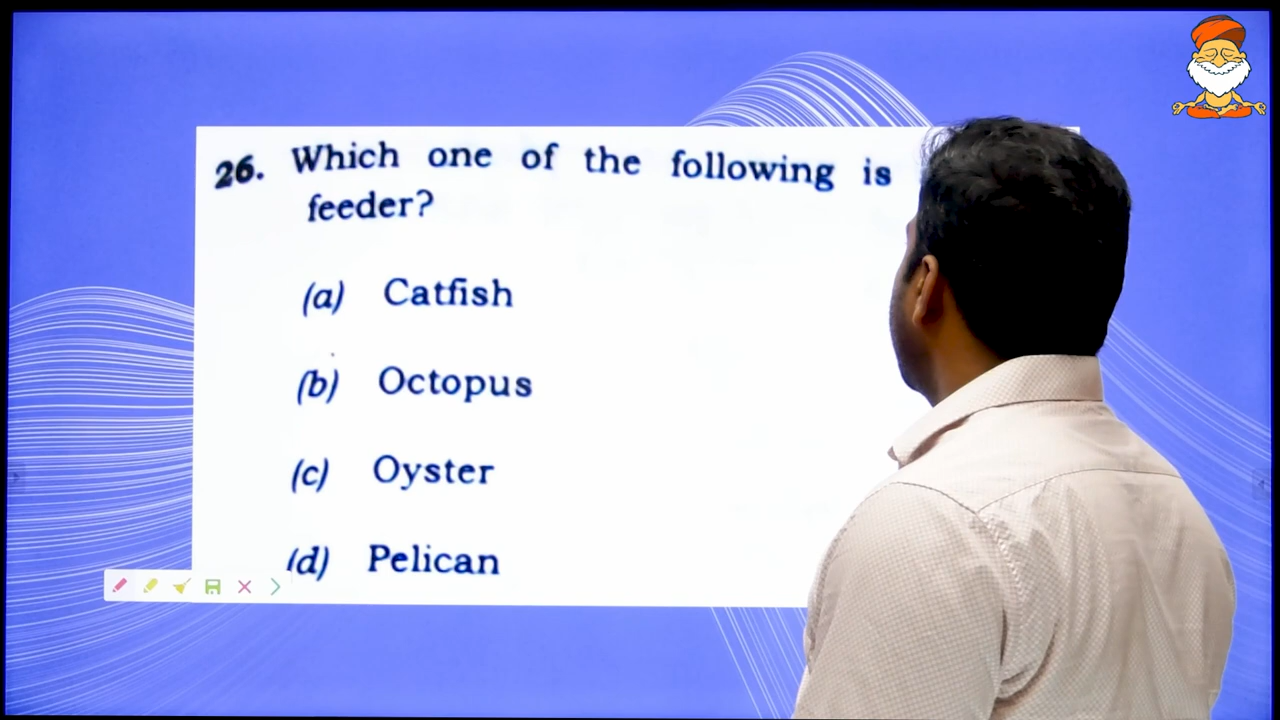 26. Which one of the following is
feeder?
(a) Catfish
(b) Octopus
(c) Oyster
(d) Pelican